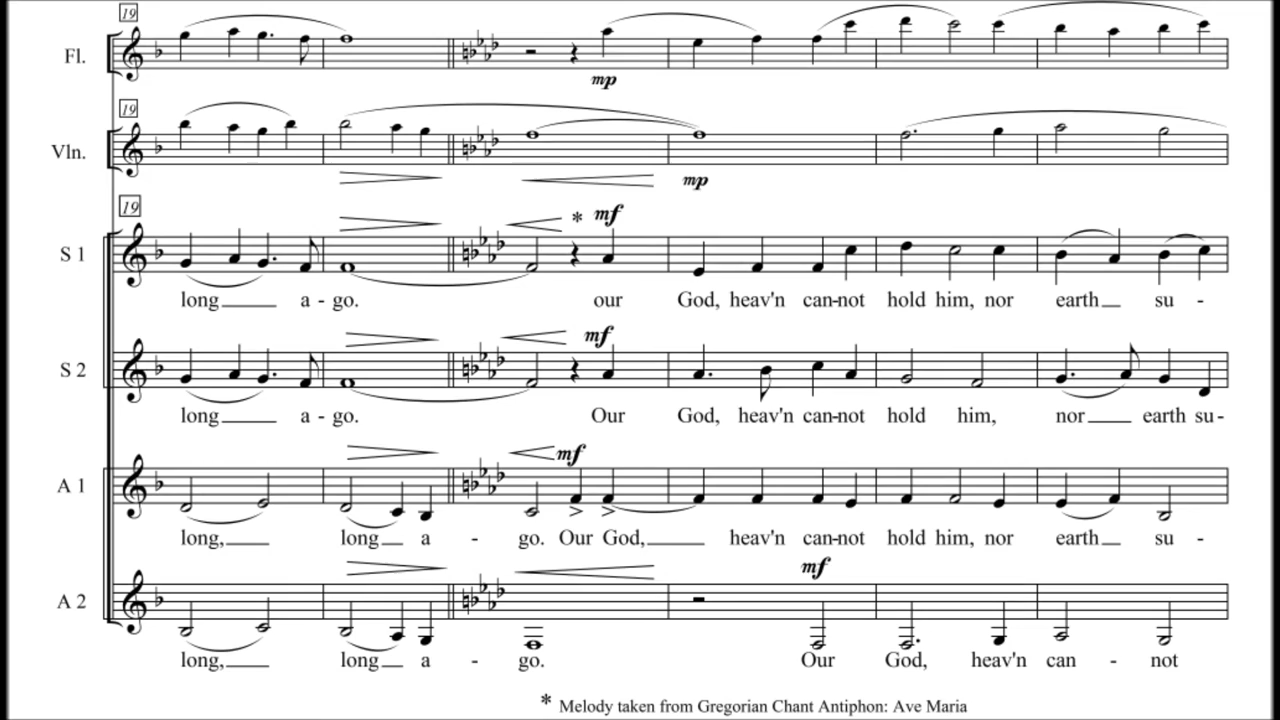 19
Fl.
mp
19
Vln.
mp
19
* mf
S 1
long a - go. our God, heav'n can-not hold him, nor earth su -
mf
S 2
long a - go. Our God, heav'n can-not hold him, nor earth su-
mf
A 1
long, long a - go. Our God, heav'n can-not hold him, nor earth su -
mf
A 2
long, long a - go. Our God, heav'n can - not
* Melody taken from Gregorian Chant Antiphon: Ave Maria